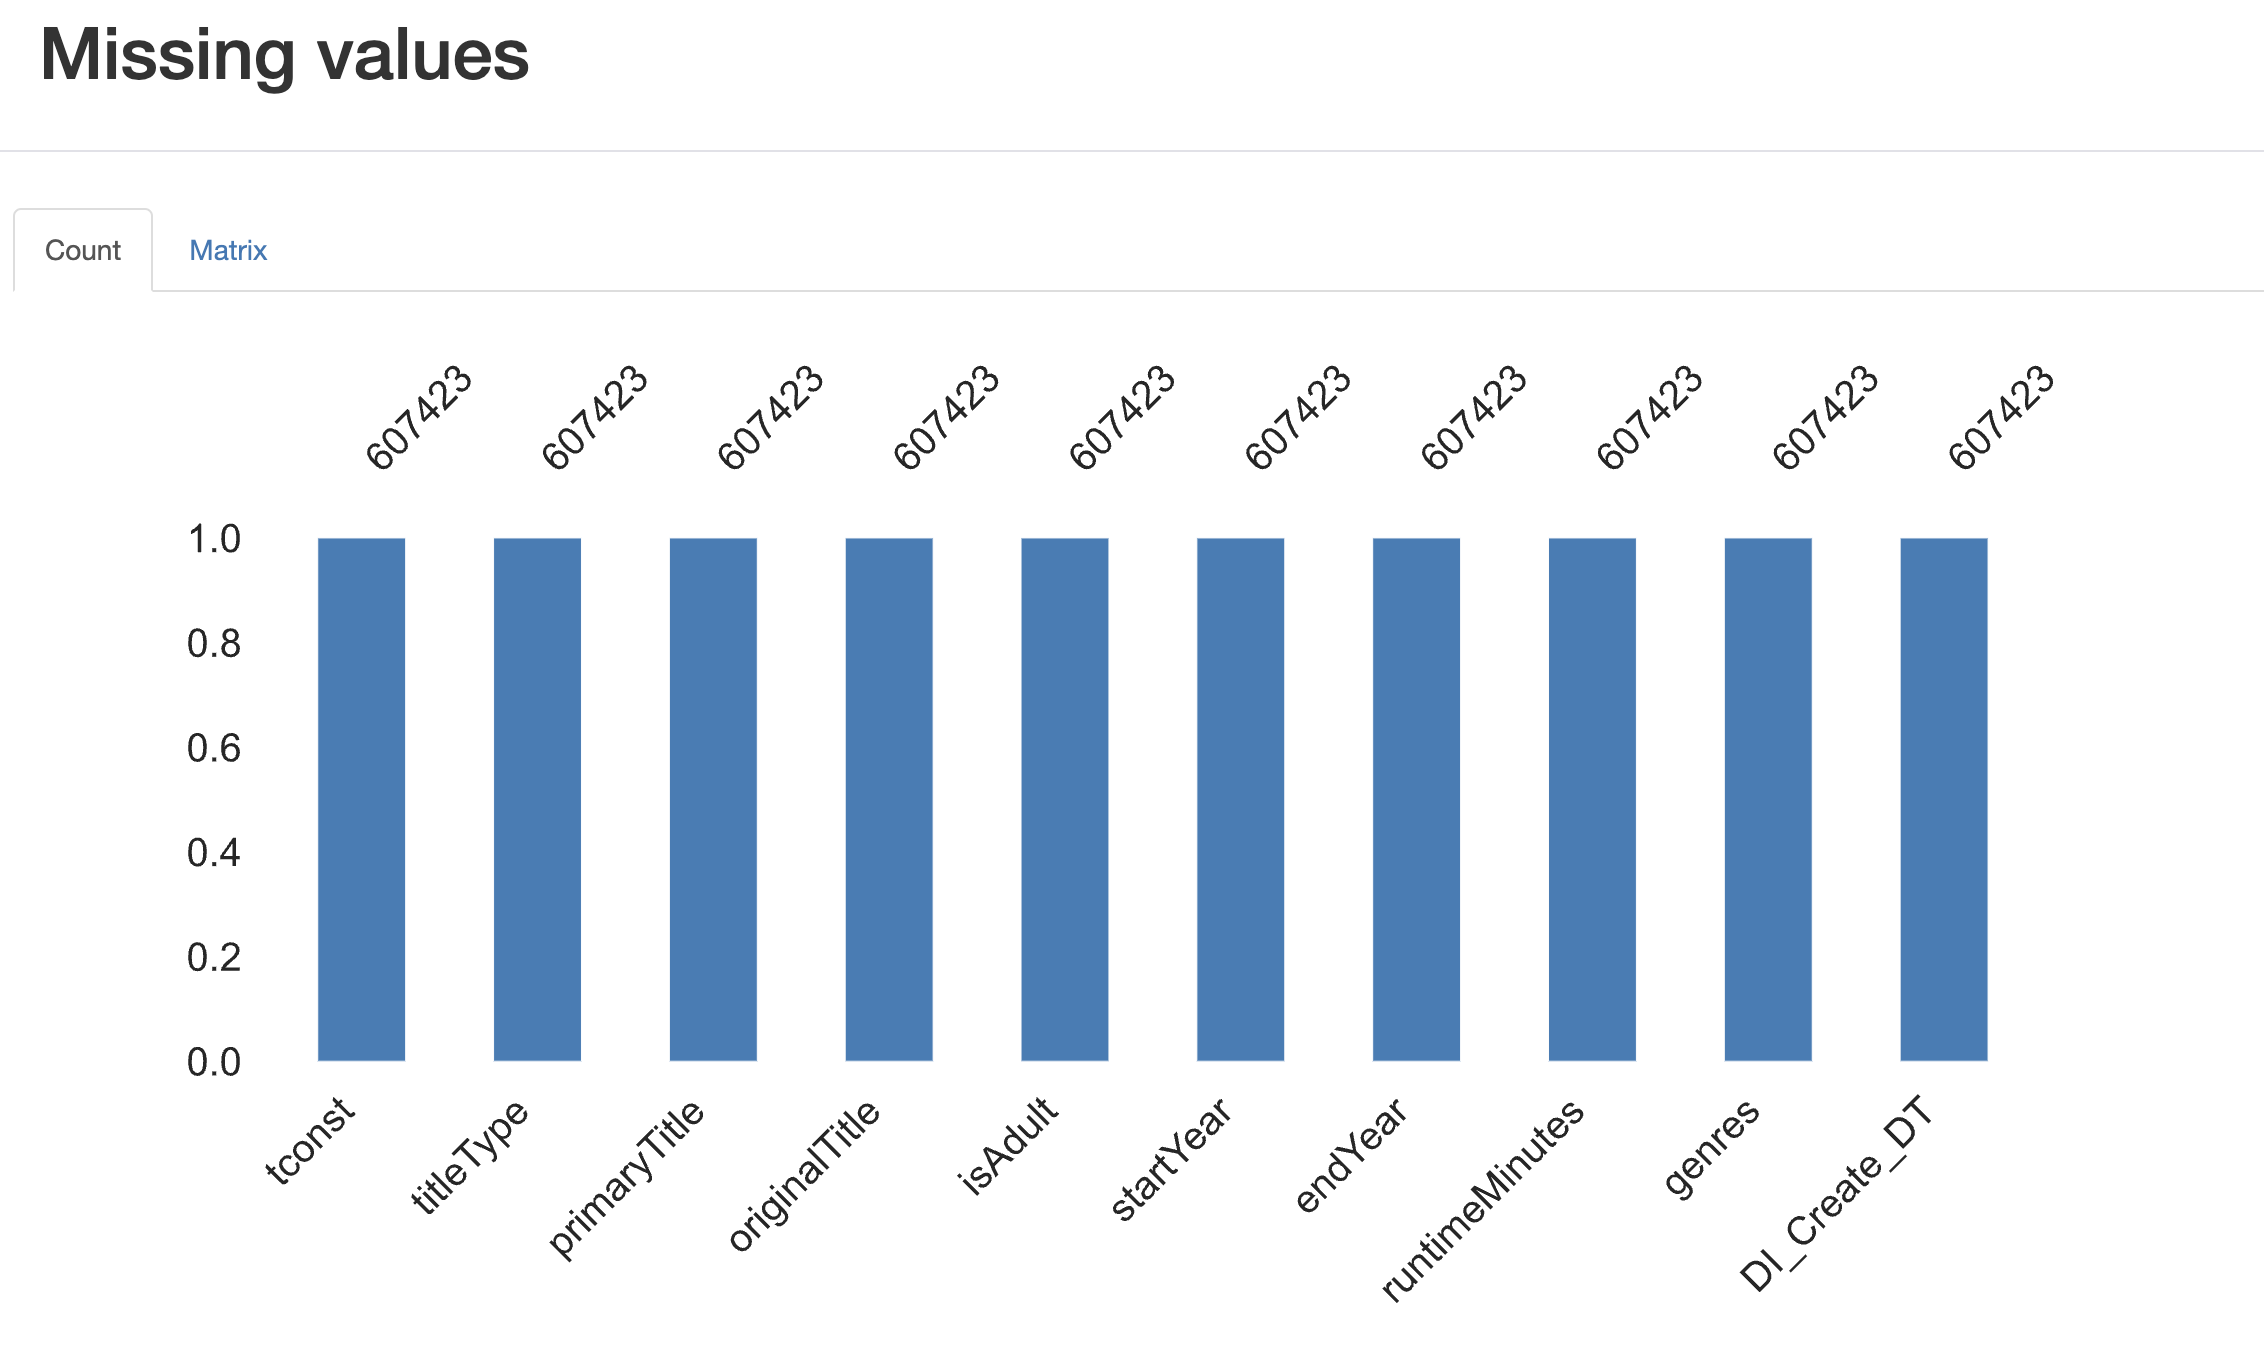 Missing values
Count Matrix
607423 607423 607423 607423 607423 607423 607423 607423 607423 607423
1.0
0.8
0.6
0.4
0.2
0.0
tconst titleType primaryTitle originalTitle isAdult startYear endYear runtimeMinutes genres DI_Create_DT